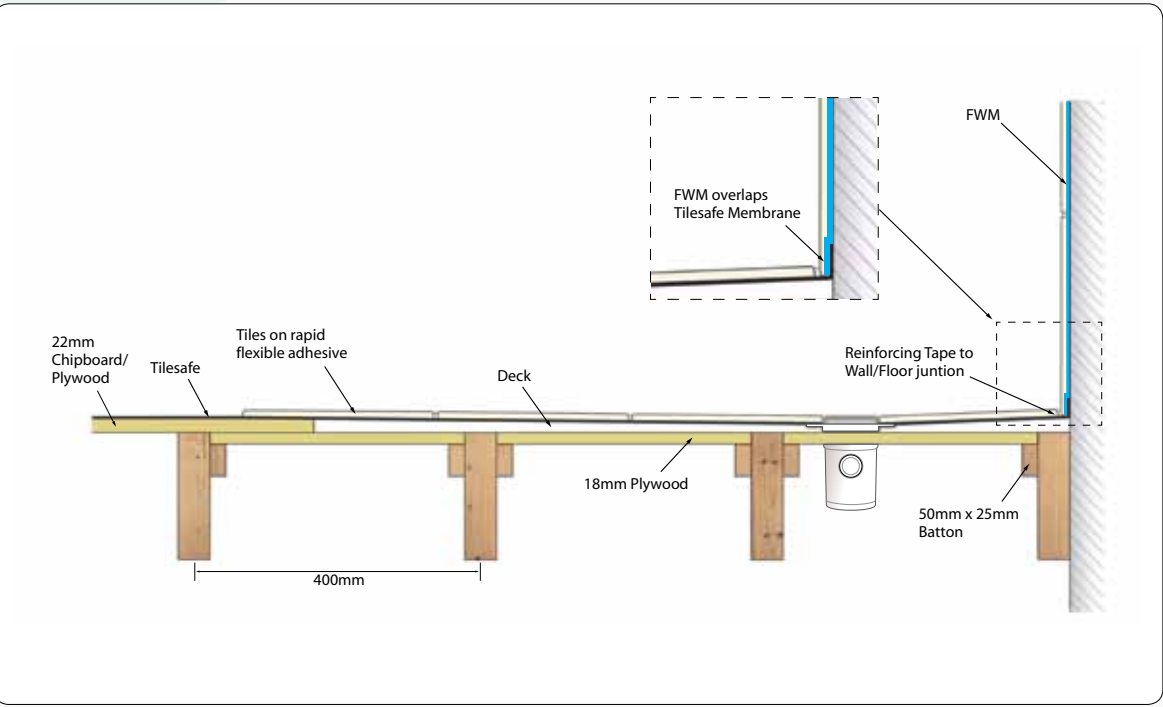 FWM
FWM overlaps
Tilesafe Membrane
22mm
Chipboard/
Plywood
Tilesafe
Tiles on rapid
flexible adhesive
Deck
Reinforcing Tape to
Wall/Floor juntion
18mm Plywood
50mm x 25mm
Batton
400mm